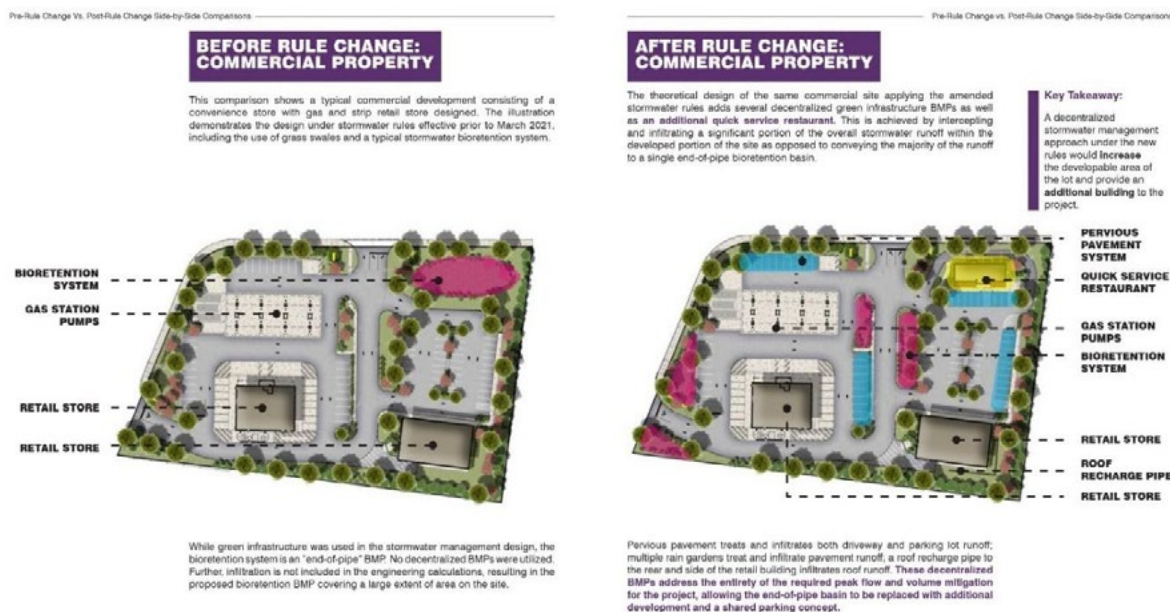 Pre-Rule Change Vs. Post-Rule Change Side-by-Side Comparisons
BEFORE RULE CHANGE:
COMMERCIAL PROPERTY
This comparison shows a typical commercial development consisting of a
convenience store with gas and strip retail store designed. The illustration
demonstrates the design under stormwater rules effective prior to March 2021,
including the use of grass swales and a typical stormwater bioretention system.
BIORETENTION
SYSTEM
GAS STATION
PUMPS
RETAIL STORE
RETAIL STORE
While green infrastructure was used in the stormwater management design, the
bioretention system is an "end-of-pipe" BMP. No decentralized BMPs were utilized.
Further, infiltration is not included in the engineering calculations, resulting in the
proposed bioretention BMP covering a large extent of area on the site.
Pre-Rule Change vs. Post-Rule Change Side-by-Side Comparisons
AFTER RULE CHANGE:
COMMERCIAL PROPERTY
The theoretical design of the same commercial site applying the amended
stormwater rules adds several decentralized green infrastructure BMPs as well
as an additional quick service restaurant. This is achieved by intercepting
and infiltrating a significant portion of the overall stormwater runoff within the
developed portion of the site as opposed to conveying the majority of the runoff
to a single end-of-pipe bioretention basin.
Key Takeaway:
A decentralized
stormwater management
approach under the new
rules would increase
the developable area of
the lot and provide an
additional building to the
project.
PERVIOUS
PAVEMENT
SYSTEM
QUICK SERVICE
RESTAURANT
GAS STATION
PUMPS
BIORETENTION
SYSTEM
RETAIL STORE
ROOF
RECHARGE PIPE
RETAIL STORE
Pervious pavement treats and infiltrates both driveway and parking lot runoff;
multiple rain gardens treat and infiltrate pavement runoff; a roof recharge pipe to
the rear and side of the retail building infiltrates roof runoff. These decentralized
BMPs address the entirety of the required peak flow and volume mitigation
for the project, allowing the end-of-pipe basin to be replaced with additional
development and a shared parking concept.